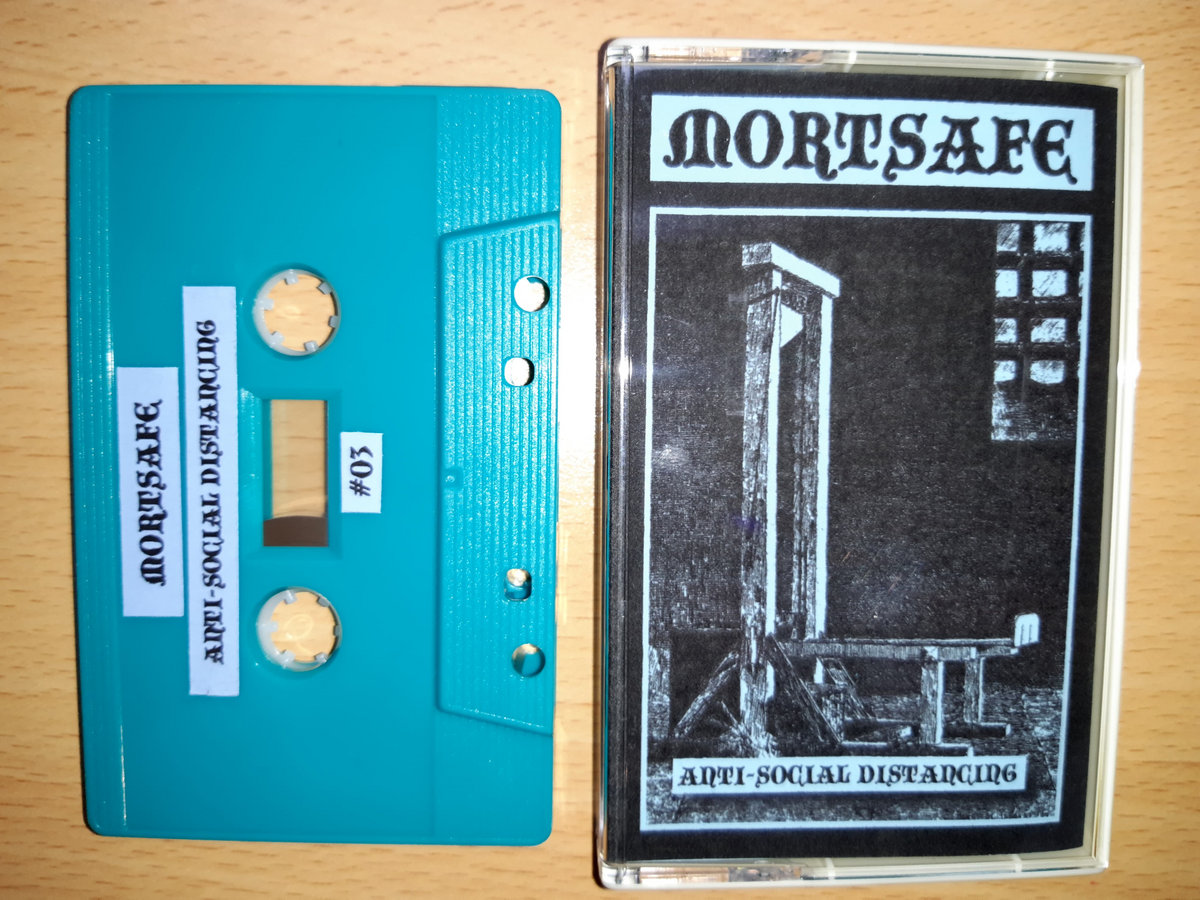 MORTSAFE
ANTI-SOCIAL DISTANCING
#03
MORTSAFE
ANTI-SOCIAL DISTANCING